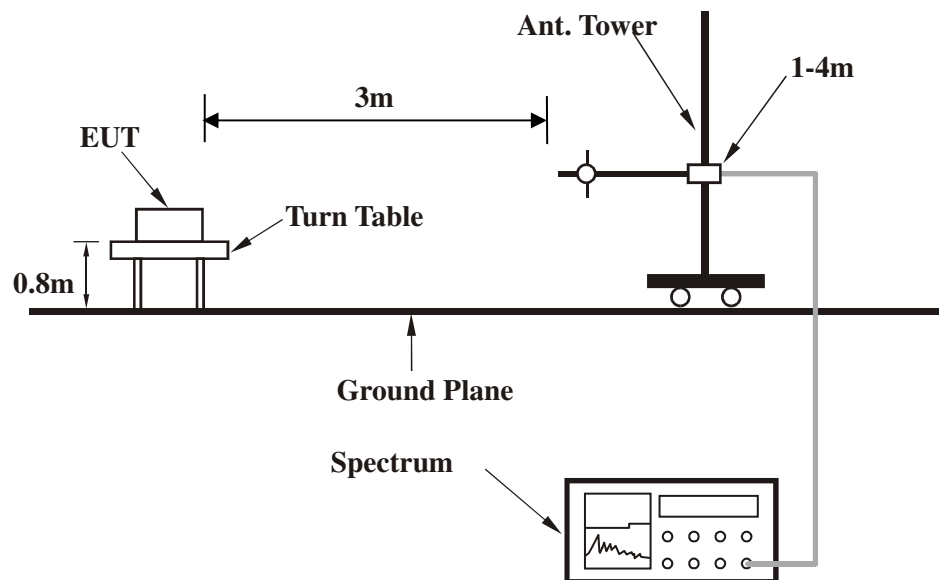 Ant. Tower
1-4m
3m
EUT
Turn Table
0.8m
Ground Plane
Spectrum